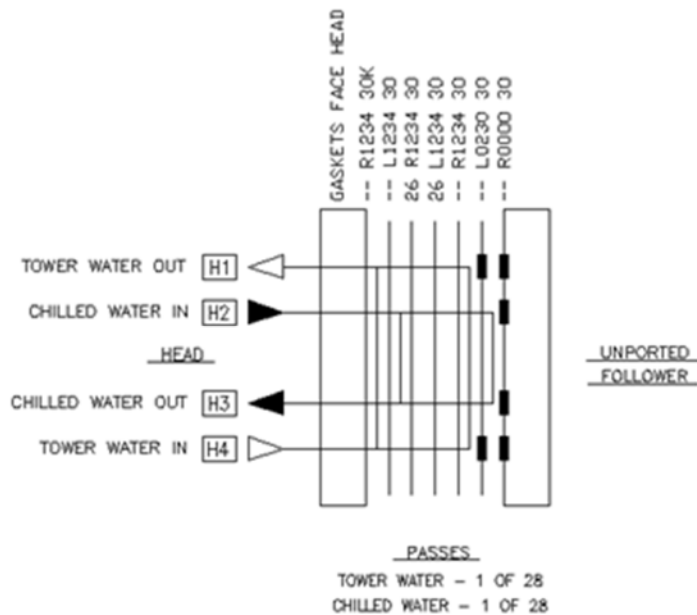 GASKETS FACE HEAD
-- R1234 30K
-- L1234 30
26 R1234 30
26 L1234 30
-- R1234 30
-- L0230 30
-- R0000 30
TOWER WATER OUT H1
CHILLED WATER IN H2
HEAD
CHILLED WATER OUT H3
TOWER WATER IN H4
UNPORTED
FOLLOWER
PASSES
TOWER WATER - 1 OF 28
CHILLED WATER - 1 OF 28